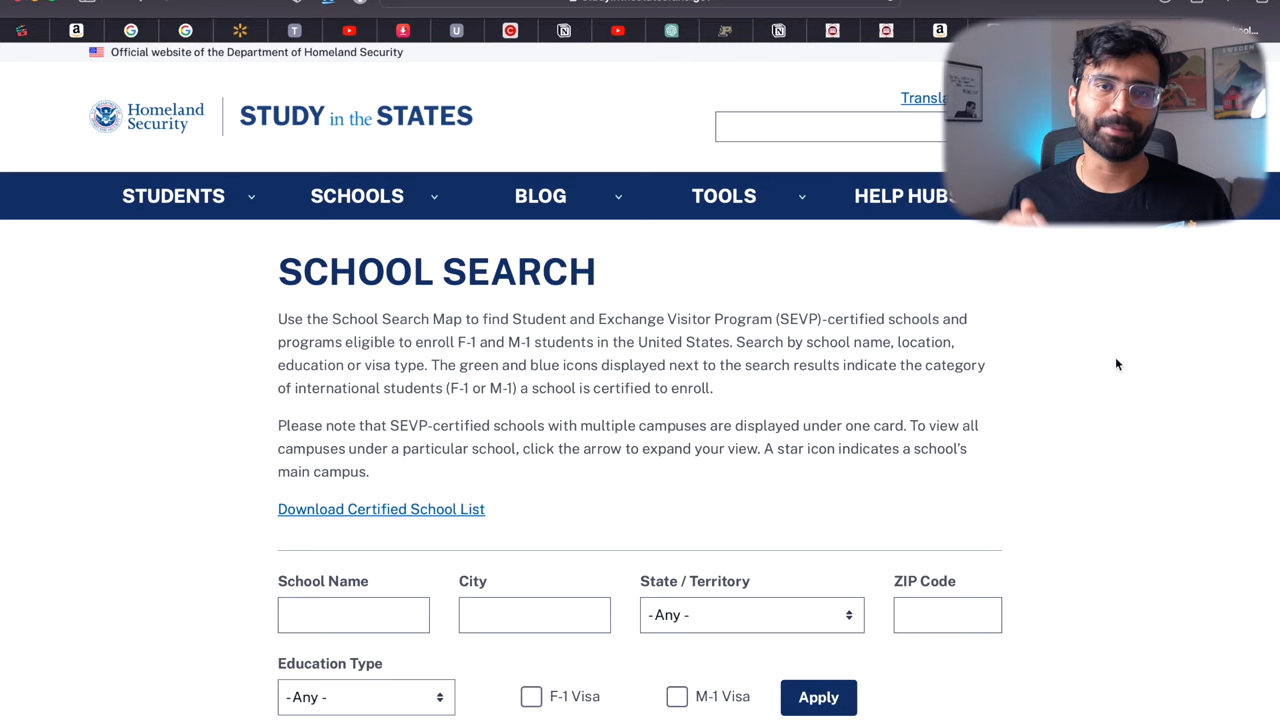 Official website of the Department of Homeland Security
Homeland
Security
STUDY in the STATES
STUDENTS
SCHOOLS
BLOG
TOOLS
SCHOOL SEARCH
Use the School Search Map to find Student and Exchange Visitor Program (SEVP)-certified schools and
programs eligible to enroll F-1 and M-1 students in the United States. Search by school name, location,
education or visa type. The green and blue icons displayed next to the search results indicate the category
of international students (F-1 or M-1) a school is certified to enroll.
Please note that SEVP-certified schools with multiple campuses are displayed under one card. To view all
campuses under a particular school, click the arrow to expand your view. A star icon indicates a school's
main campus.
Download Certified School List
School Name
City
State / Territory
ZIP Code
- Any -
Education Type
- Any -
F-1 Visa
M-1 Visa
Apply
HELP
SWEDEN